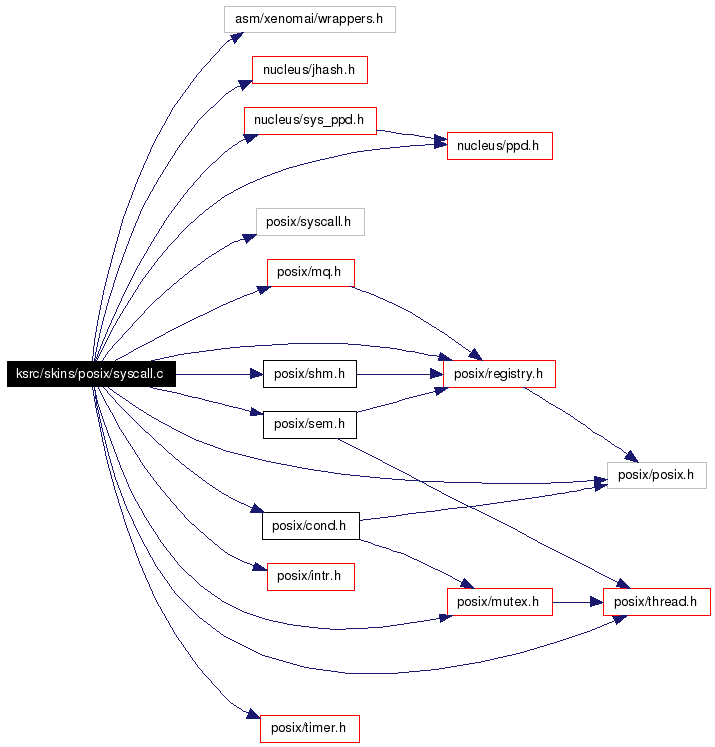 asm/xenomai/wrappers.h
nucleus/jhash.h
nucleus/sys_ppd.h
nucleus/ppd.h
posix/syscall.h
posix/mq.h
ksrc/skins/posix/syscall.c
posix/shm.h
posix/registry.h
posix/sem.h
posix/posix.h
posix/cond.h
posix/intr.h
posix/mutex.h
posix/thread.h
posix/timer.h